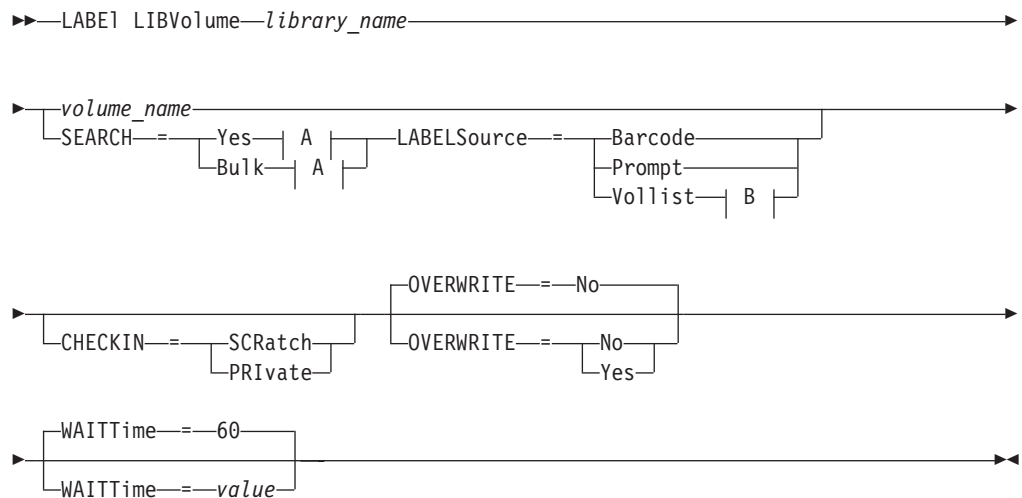 LABEl LIBVolume library_name
volume_name
SEARCH = Yes A LABELSource = Barcode
Bulk A Prompt
Vollist B
OVERWRITE = No
CHECKIN = SCRatch OVERWRITE = No
PRIvate Yes
WAITTime = 60
WAITTime = value